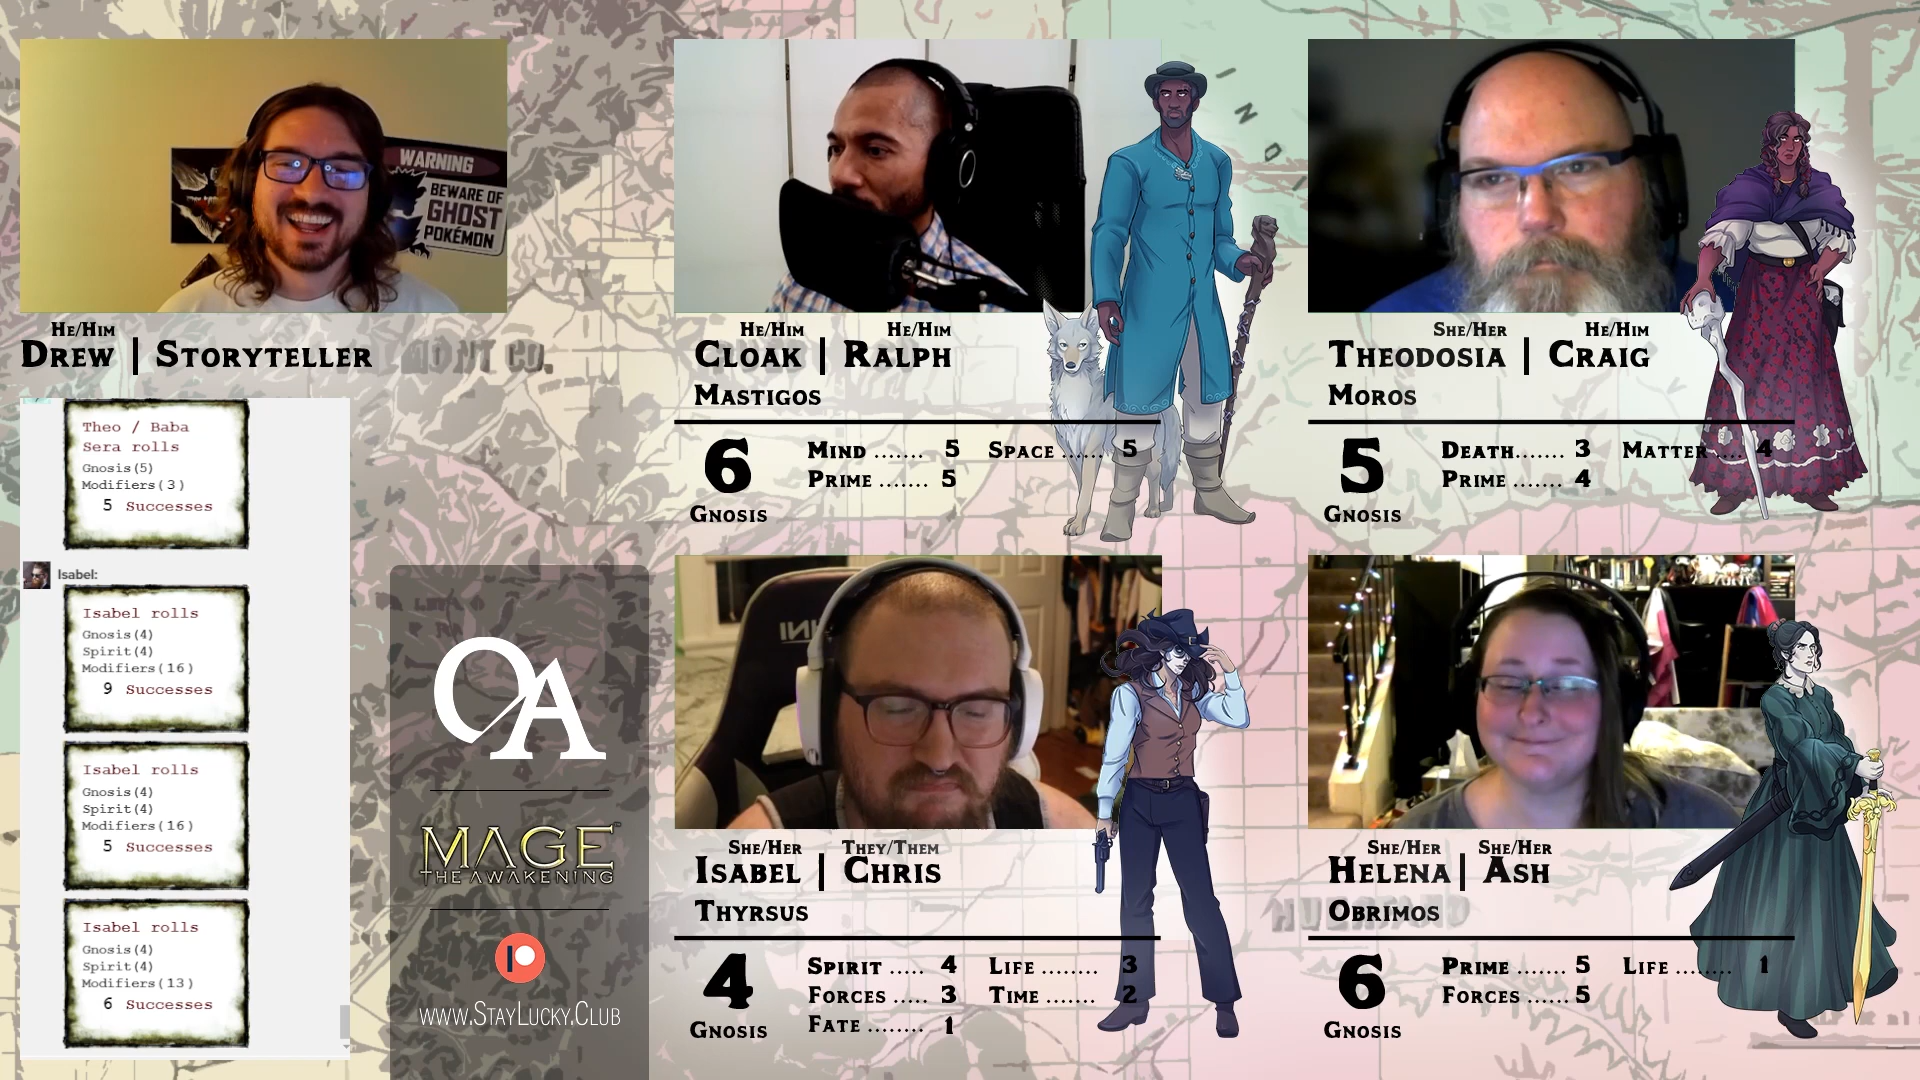 WARNING
BEWARE OF
GHOST
POKÉMON
He/Him
Drew | Storyteller
MONT CO.
Theo / Baba
Sera rolls
Gnosis(5)
Modifiers(3)
5 Successes
Isabel:
Isabel rolls
Gnosis(4)
Spirit(4)
Modifiers(16)
9 Successes
Isabel rolls
Gnosis(4)
Spirit(4)
Modifiers(16)
5 Successes
Isabel rolls
Gnosis(4)
Spirit(4)
Modifiers(13)
6 Successes
OA
MAGE
THE AWAKENING
www.StayLucky.Club
He/Him He/Him
Cloak | Ralph
Mastigos
6 Gnosis
Mind ....... 5 Space ...... 5
Prime ....... 5
She/Her He/Him
Theodosia | Craig
Moros
5 Gnosis
Death....... 3 Matter .... 4
Prime ....... 4
She/Her They/Them
Isabel | Chris
Thyrsus
4 Gnosis
Spirit ..... 4 Life ........ 3
Forces ..... 3 Time ....... 2
Fate ........ 1
She/Her She/Her
Helena | Ash
Obrimos
6 Gnosis
Prime ....... 5 Life ........ 1
Forces ...... 5